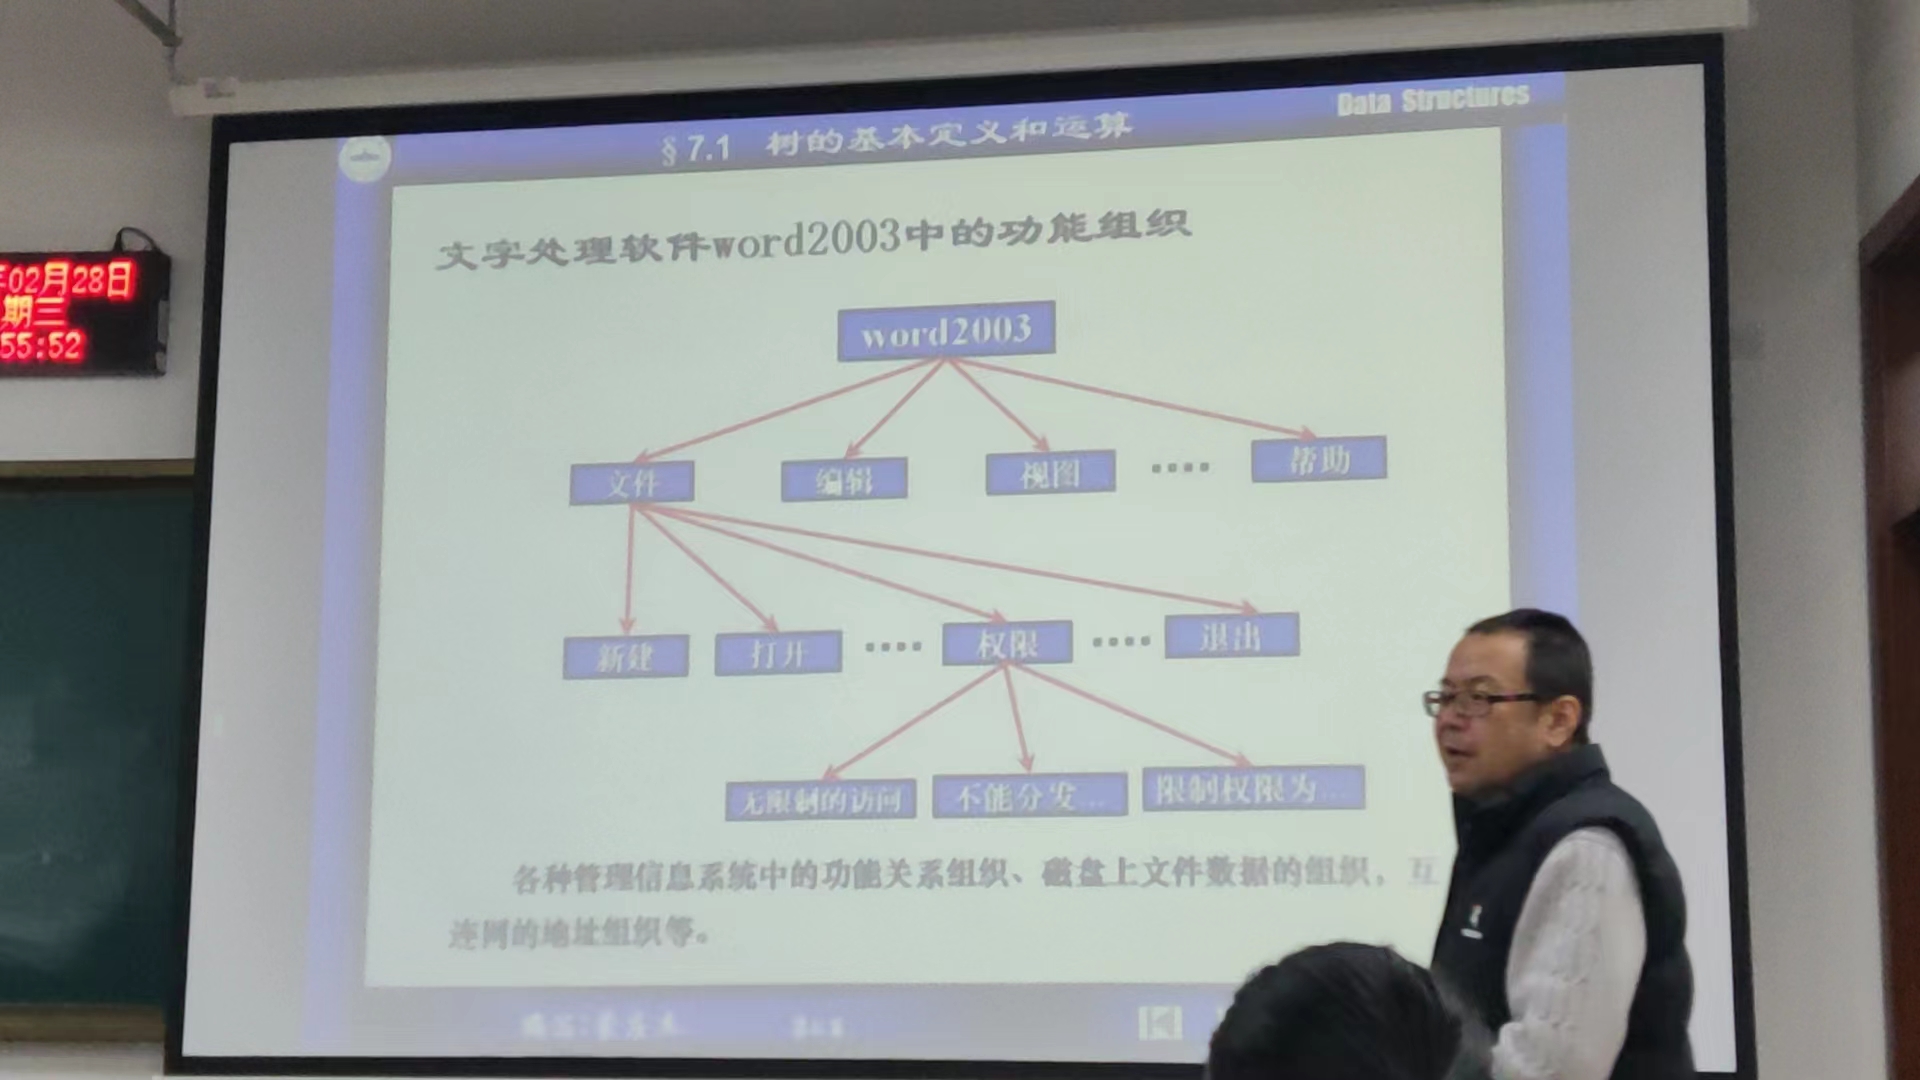 Data Structures
§7.1 树的基本定义和运算
文字处理软件word2003中的功能组织
word2003
文件 编辑 视图 ···· 帮助
新建 打开 ···· 权限 ···· 退出
无限制的访问 不能分发... 限制权限为...
各种管理信息系统中的功能关系组织、磁盘上文件数据的组织,互
连网的地址组织等。
02月28日
期三
55:52